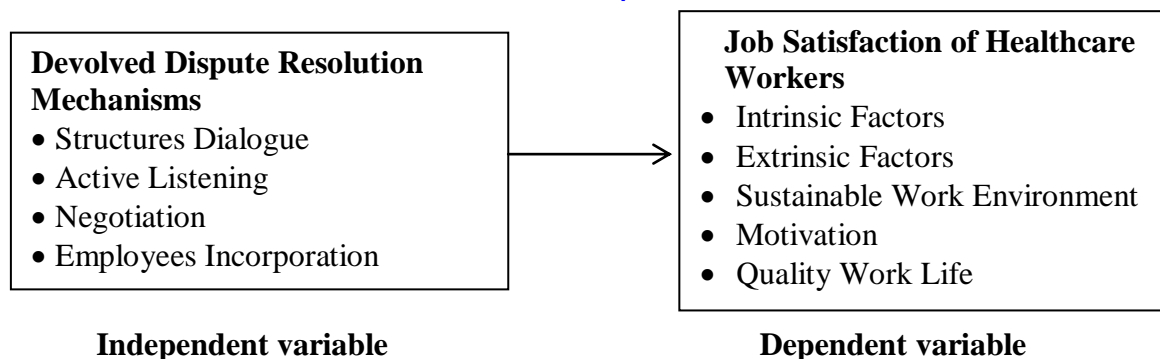 Devolved Dispute Resolution
Mechanisms
• Structures Dialogue
• Active Listening
• Negotiation
• Employees Incorporation
Independent variable
Job Satisfaction of Healthcare
Workers
• Intrinsic Factors
• Extrinsic Factors
• Sustainable Work Environment
• Motivation
• Quality Work Life
Dependent variable